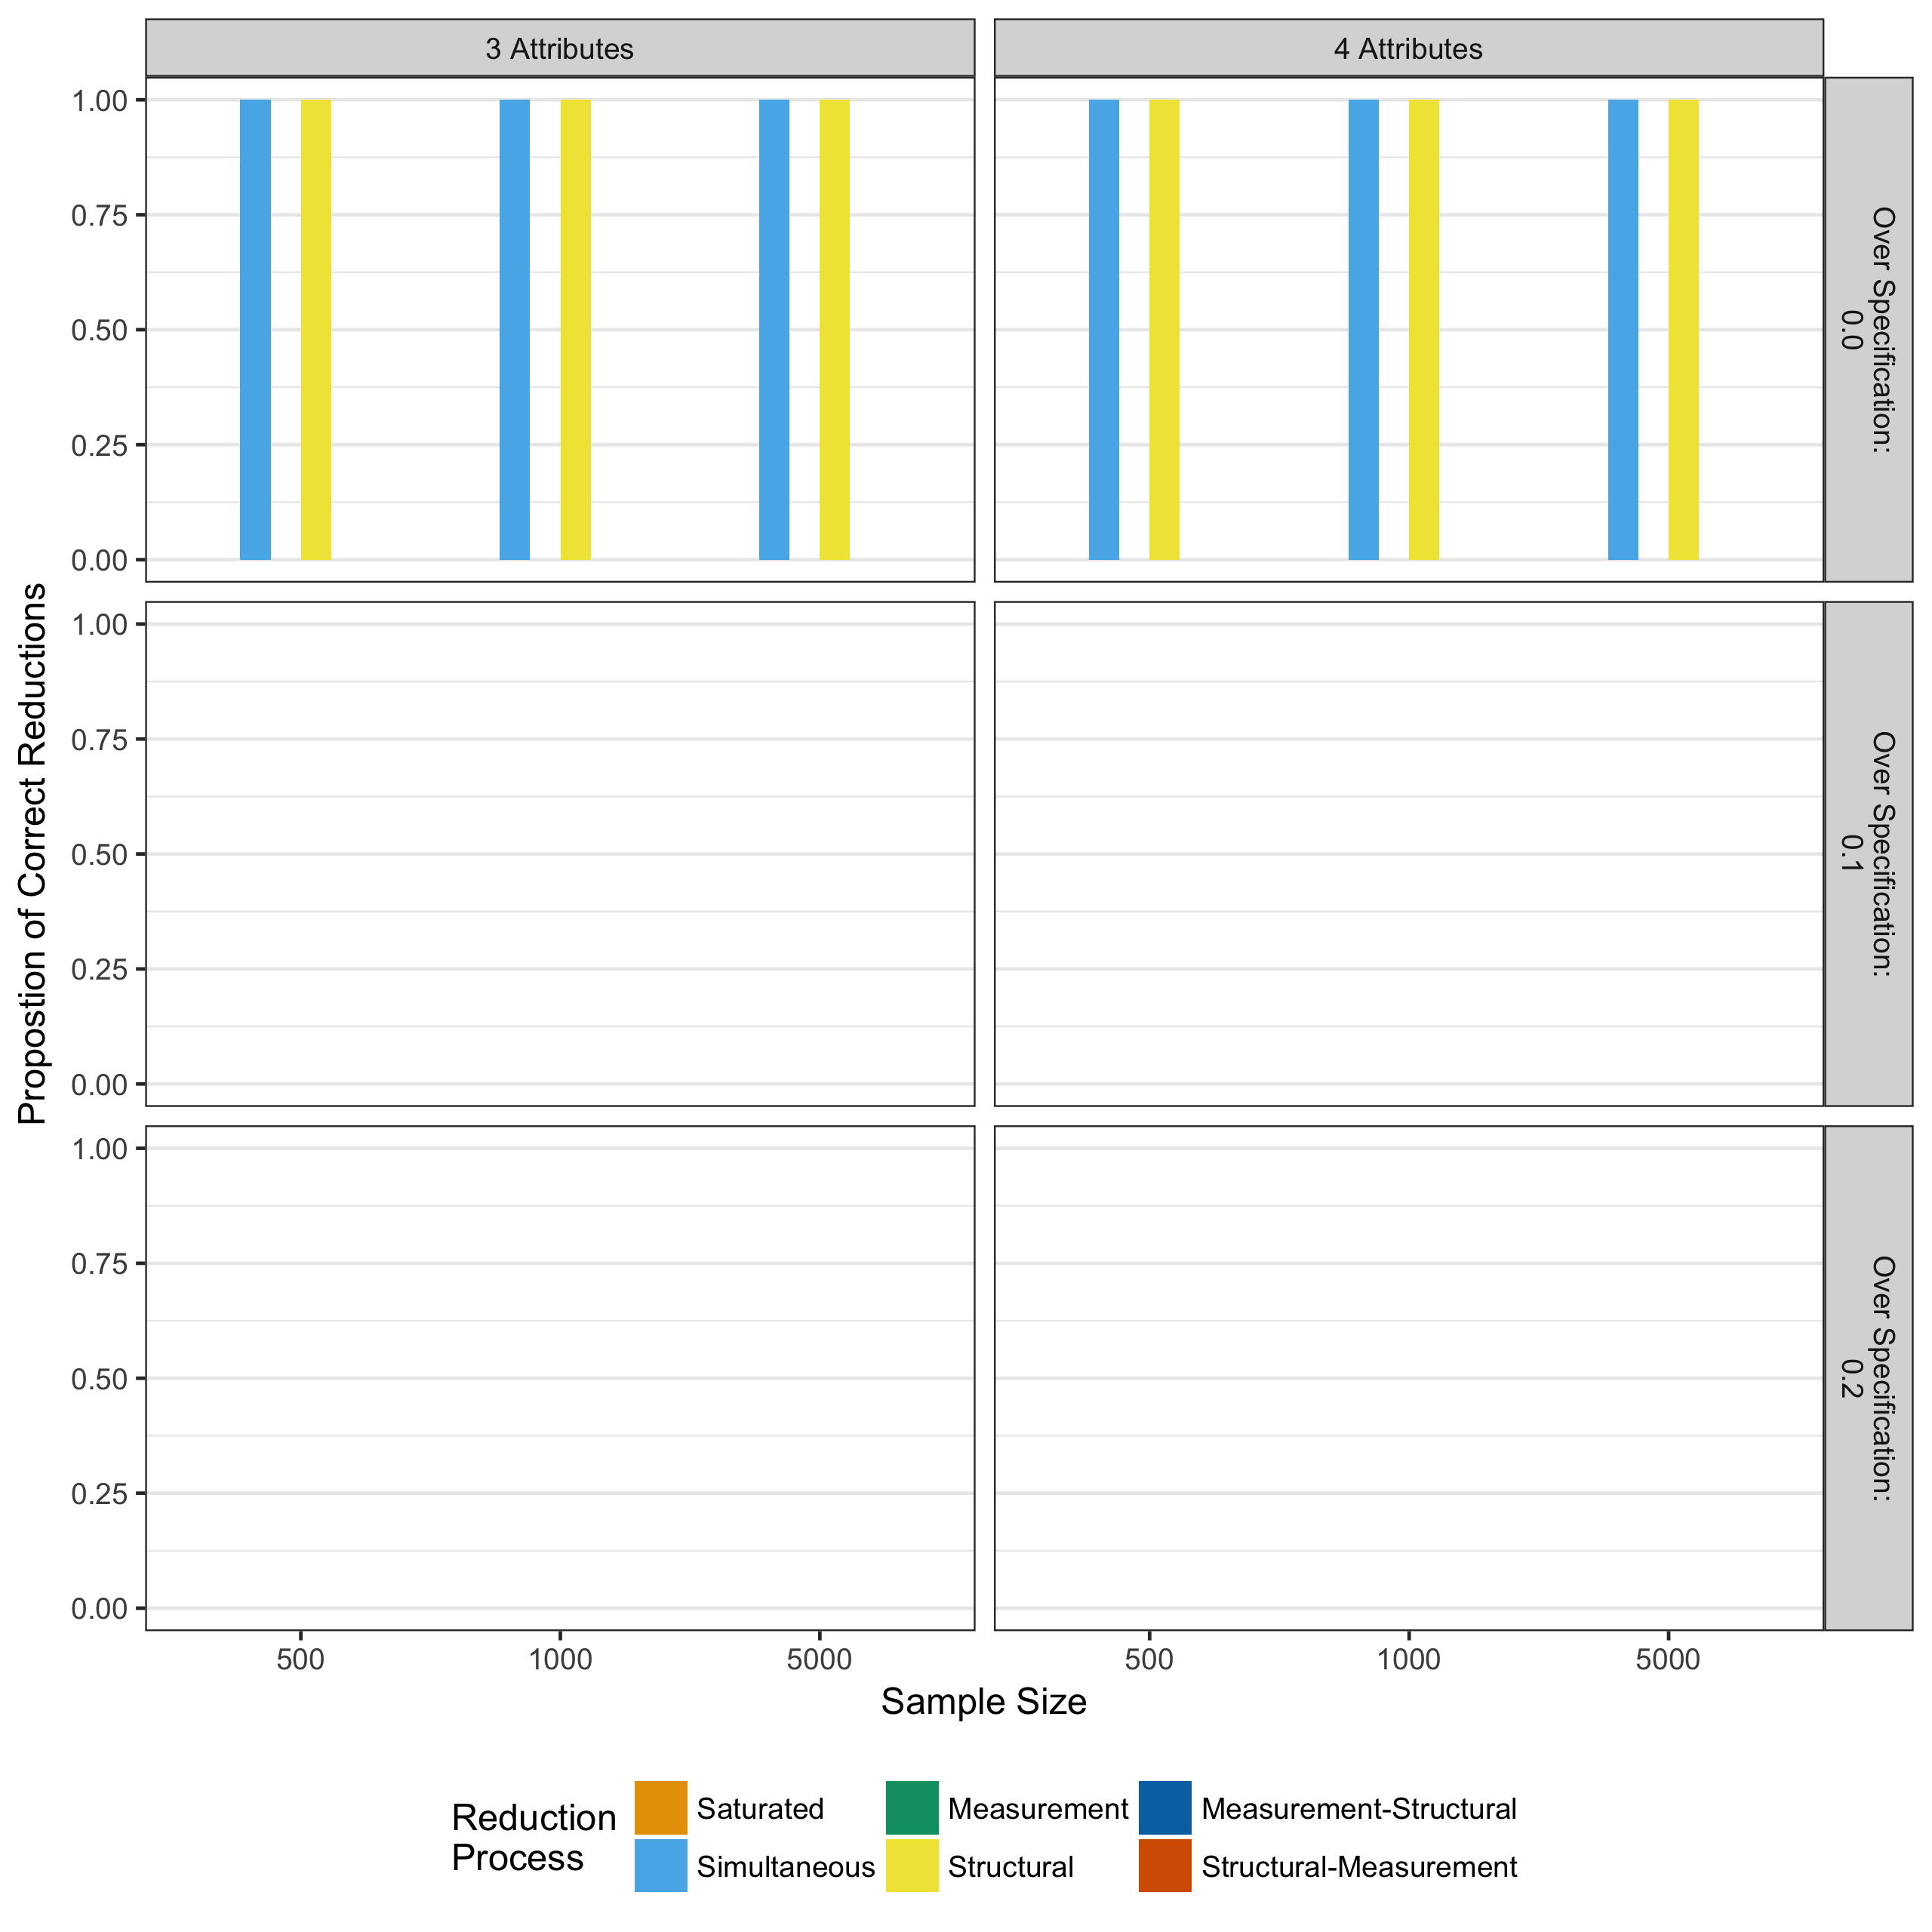 3 Attributes
4 Attributes
1.00
0.75
0.50
0.25
0.00
Over Specification:
0.0
1.00
0.75
0.50
0.25
0.00
Over Specification:
0.1
1.00
0.75
0.50
0.25
0.00
Over Specification:
0.2
Propostion of Correct Reductions
500
1000
5000
500
1000
5000
Sample Size
Reduction
Process
Saturated
Simultaneous
Measurement
Structural
Measurement-Structural
Structural-Measurement